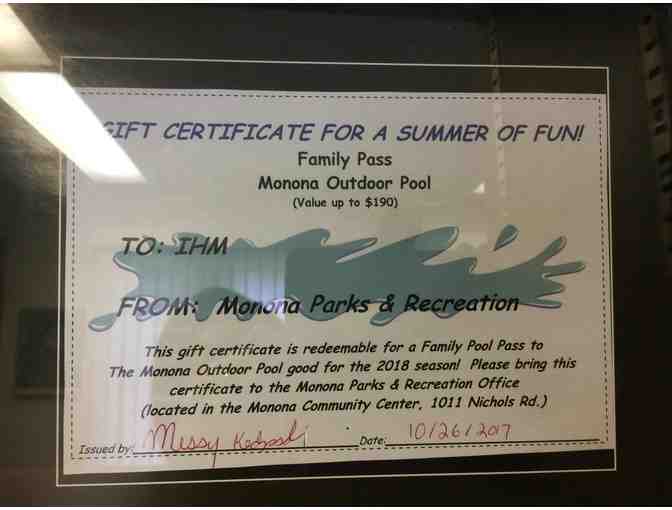 GIFT CERTIFICATE FOR A SUMMER OF FUN!
Family Pass
Monona Outdoor Pool
(Value up to $190)
TO: IHM
FROM: Monona Parks & Recreation
This gift certificate is redeemable for a Family Pool Pass to
The Monona Outdoor Pool good for the 2018 season! Please bring this
certificate to the Monona Parks & Recreation Office
(located in the Monona Community Center, 1011 Nichols Rd.)
Issued by: Missy Date: 10/26/2017